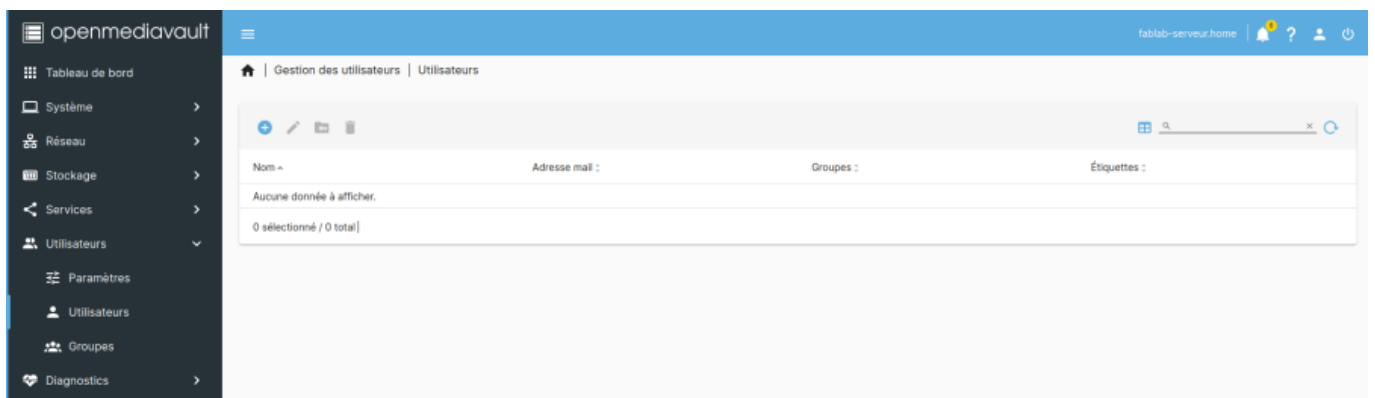 openmediavault
fablab-serveur.home
6
?
Tableau de bord
Gestion des utilisateurs | Utilisateurs
Système
Réseau
Nom
Adresse mail
Groupes
Étiquettes
Stockage
Aucune donnée à afficher.
Services
0 sélectionné / 0 total
Utilisateurs
Paramètres
Utilisateurs
Groupes
Diagnostics